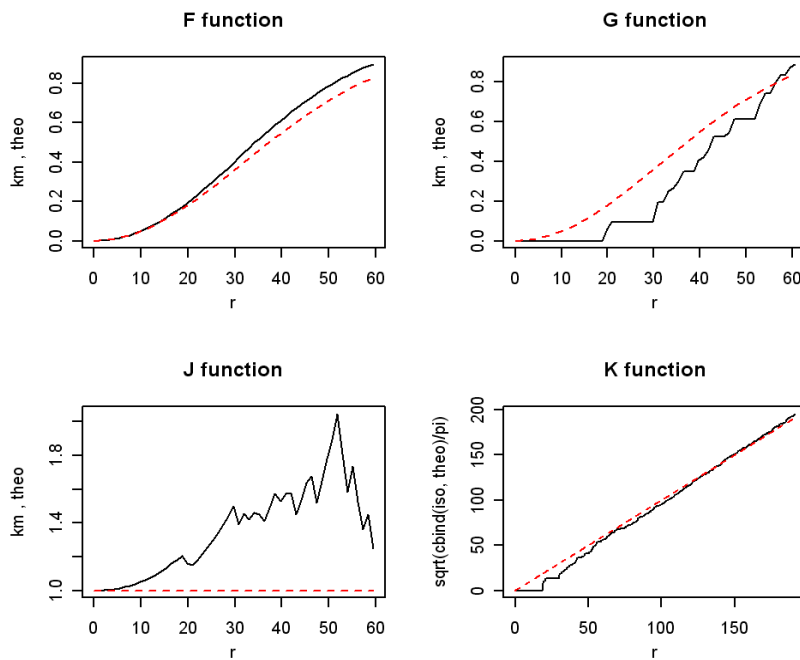 F function
km , theo
0.0 0.2 0.4 0.6 0.8
0 10 20 30 40 50 60
r
G function
km , theo
0.0 0.2 0.4 0.6 0.8
0 10 20 30 40 50 60
r
J function
km , theo
1.0 1.4 1.8
0 10 20 30 40 50 60
r
K function
sqrt(cbind(iso, theo)/pi)
0 50 100 150 200
0 50 100 150
r